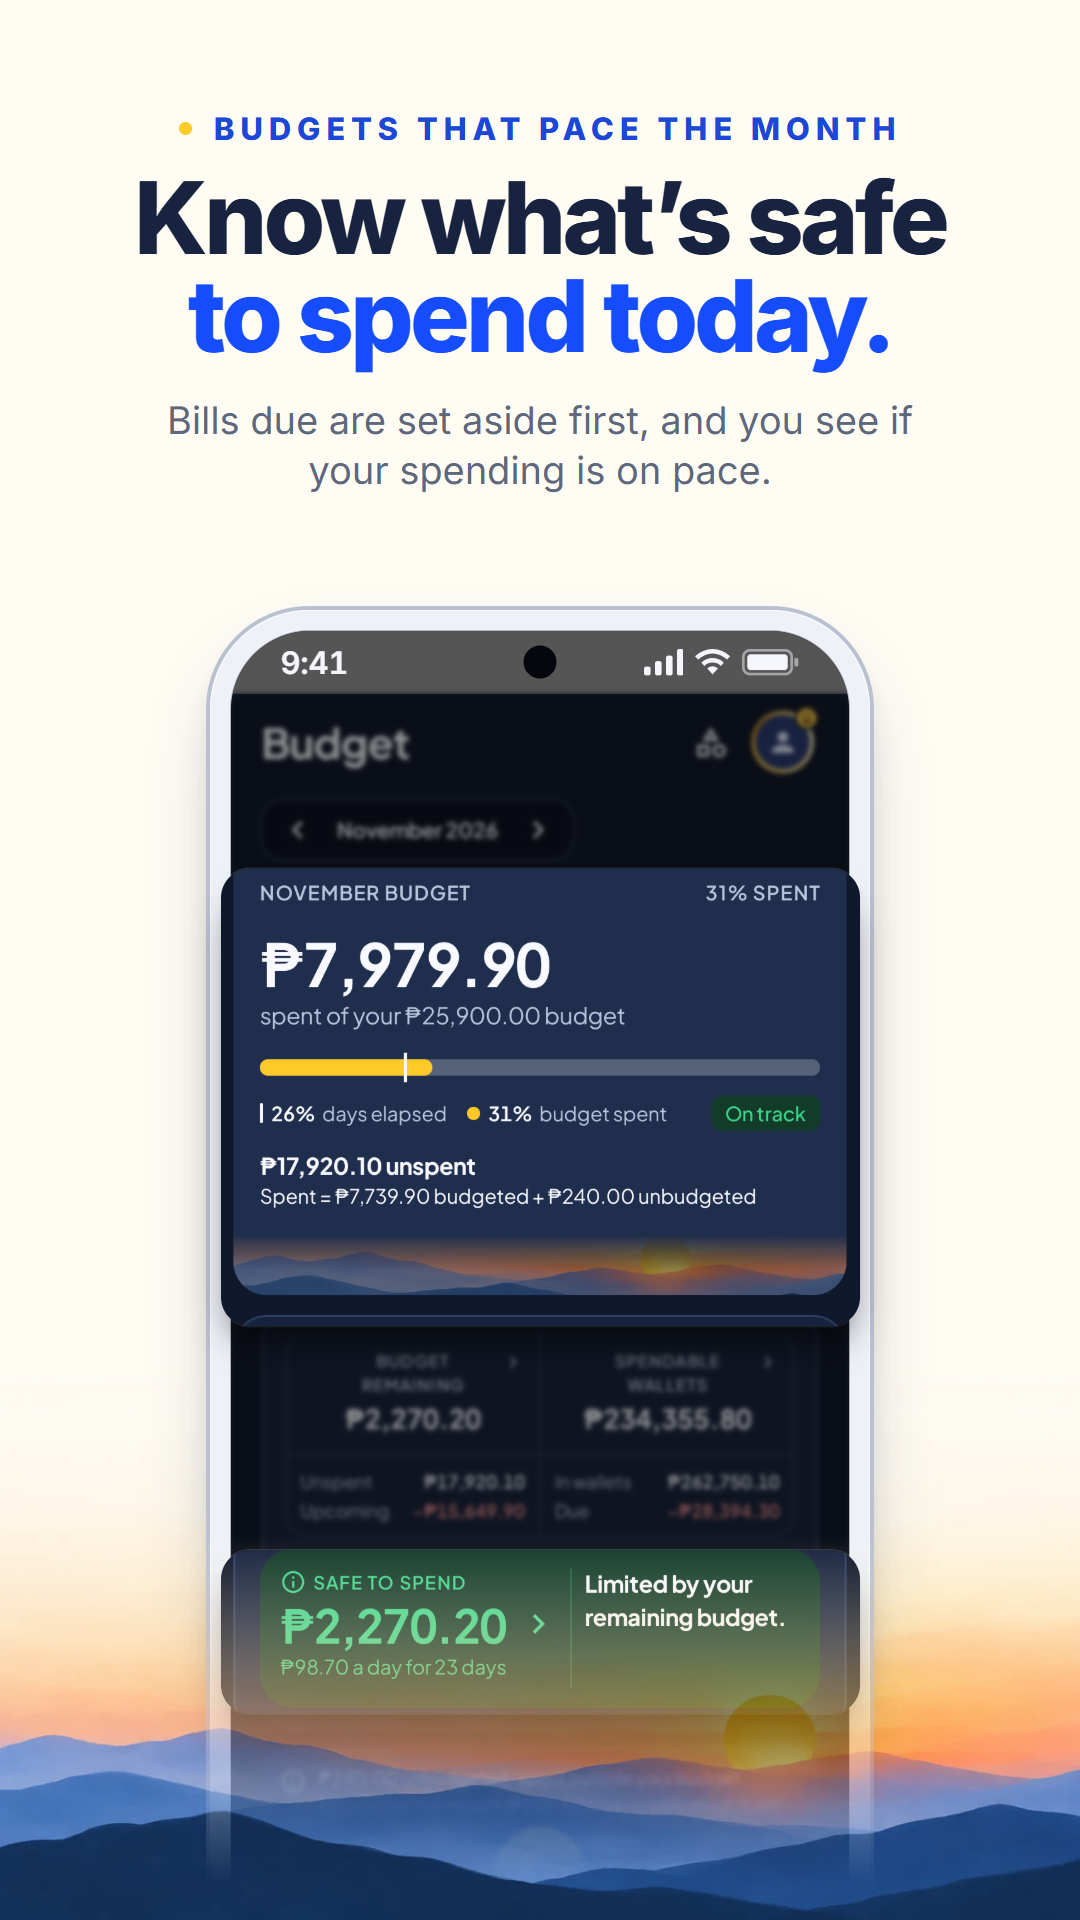 BUDGETS THAT PACE THE MONTH
Know what’s safe
to spend today.
Bills due are set aside first, and you see if
your spending is on pace.
9:41
Budget
November 2026
NOVEMBER BUDGET 31% SPENT
₱7,979.90
spent of your ₱25,900.00 budget
26% days elapsed 31% budget spent On track
₱17,920.10 unspent
Spent = ₱7,739.90 budgeted + ₱240.00 unbudgeted
BUDGET REMAINING
₱2,270.20
SPENDABLE WALLETS
₱234,355.80
Unspent ₱17,920.10
Upcoming -₱15,649.90
In wallets ₱262,750.10
Due -₱28,394.30
SAFE TO SPEND
₱2,270.20
₱98.70 a day for 23 days
Limited by your
remaining budget.